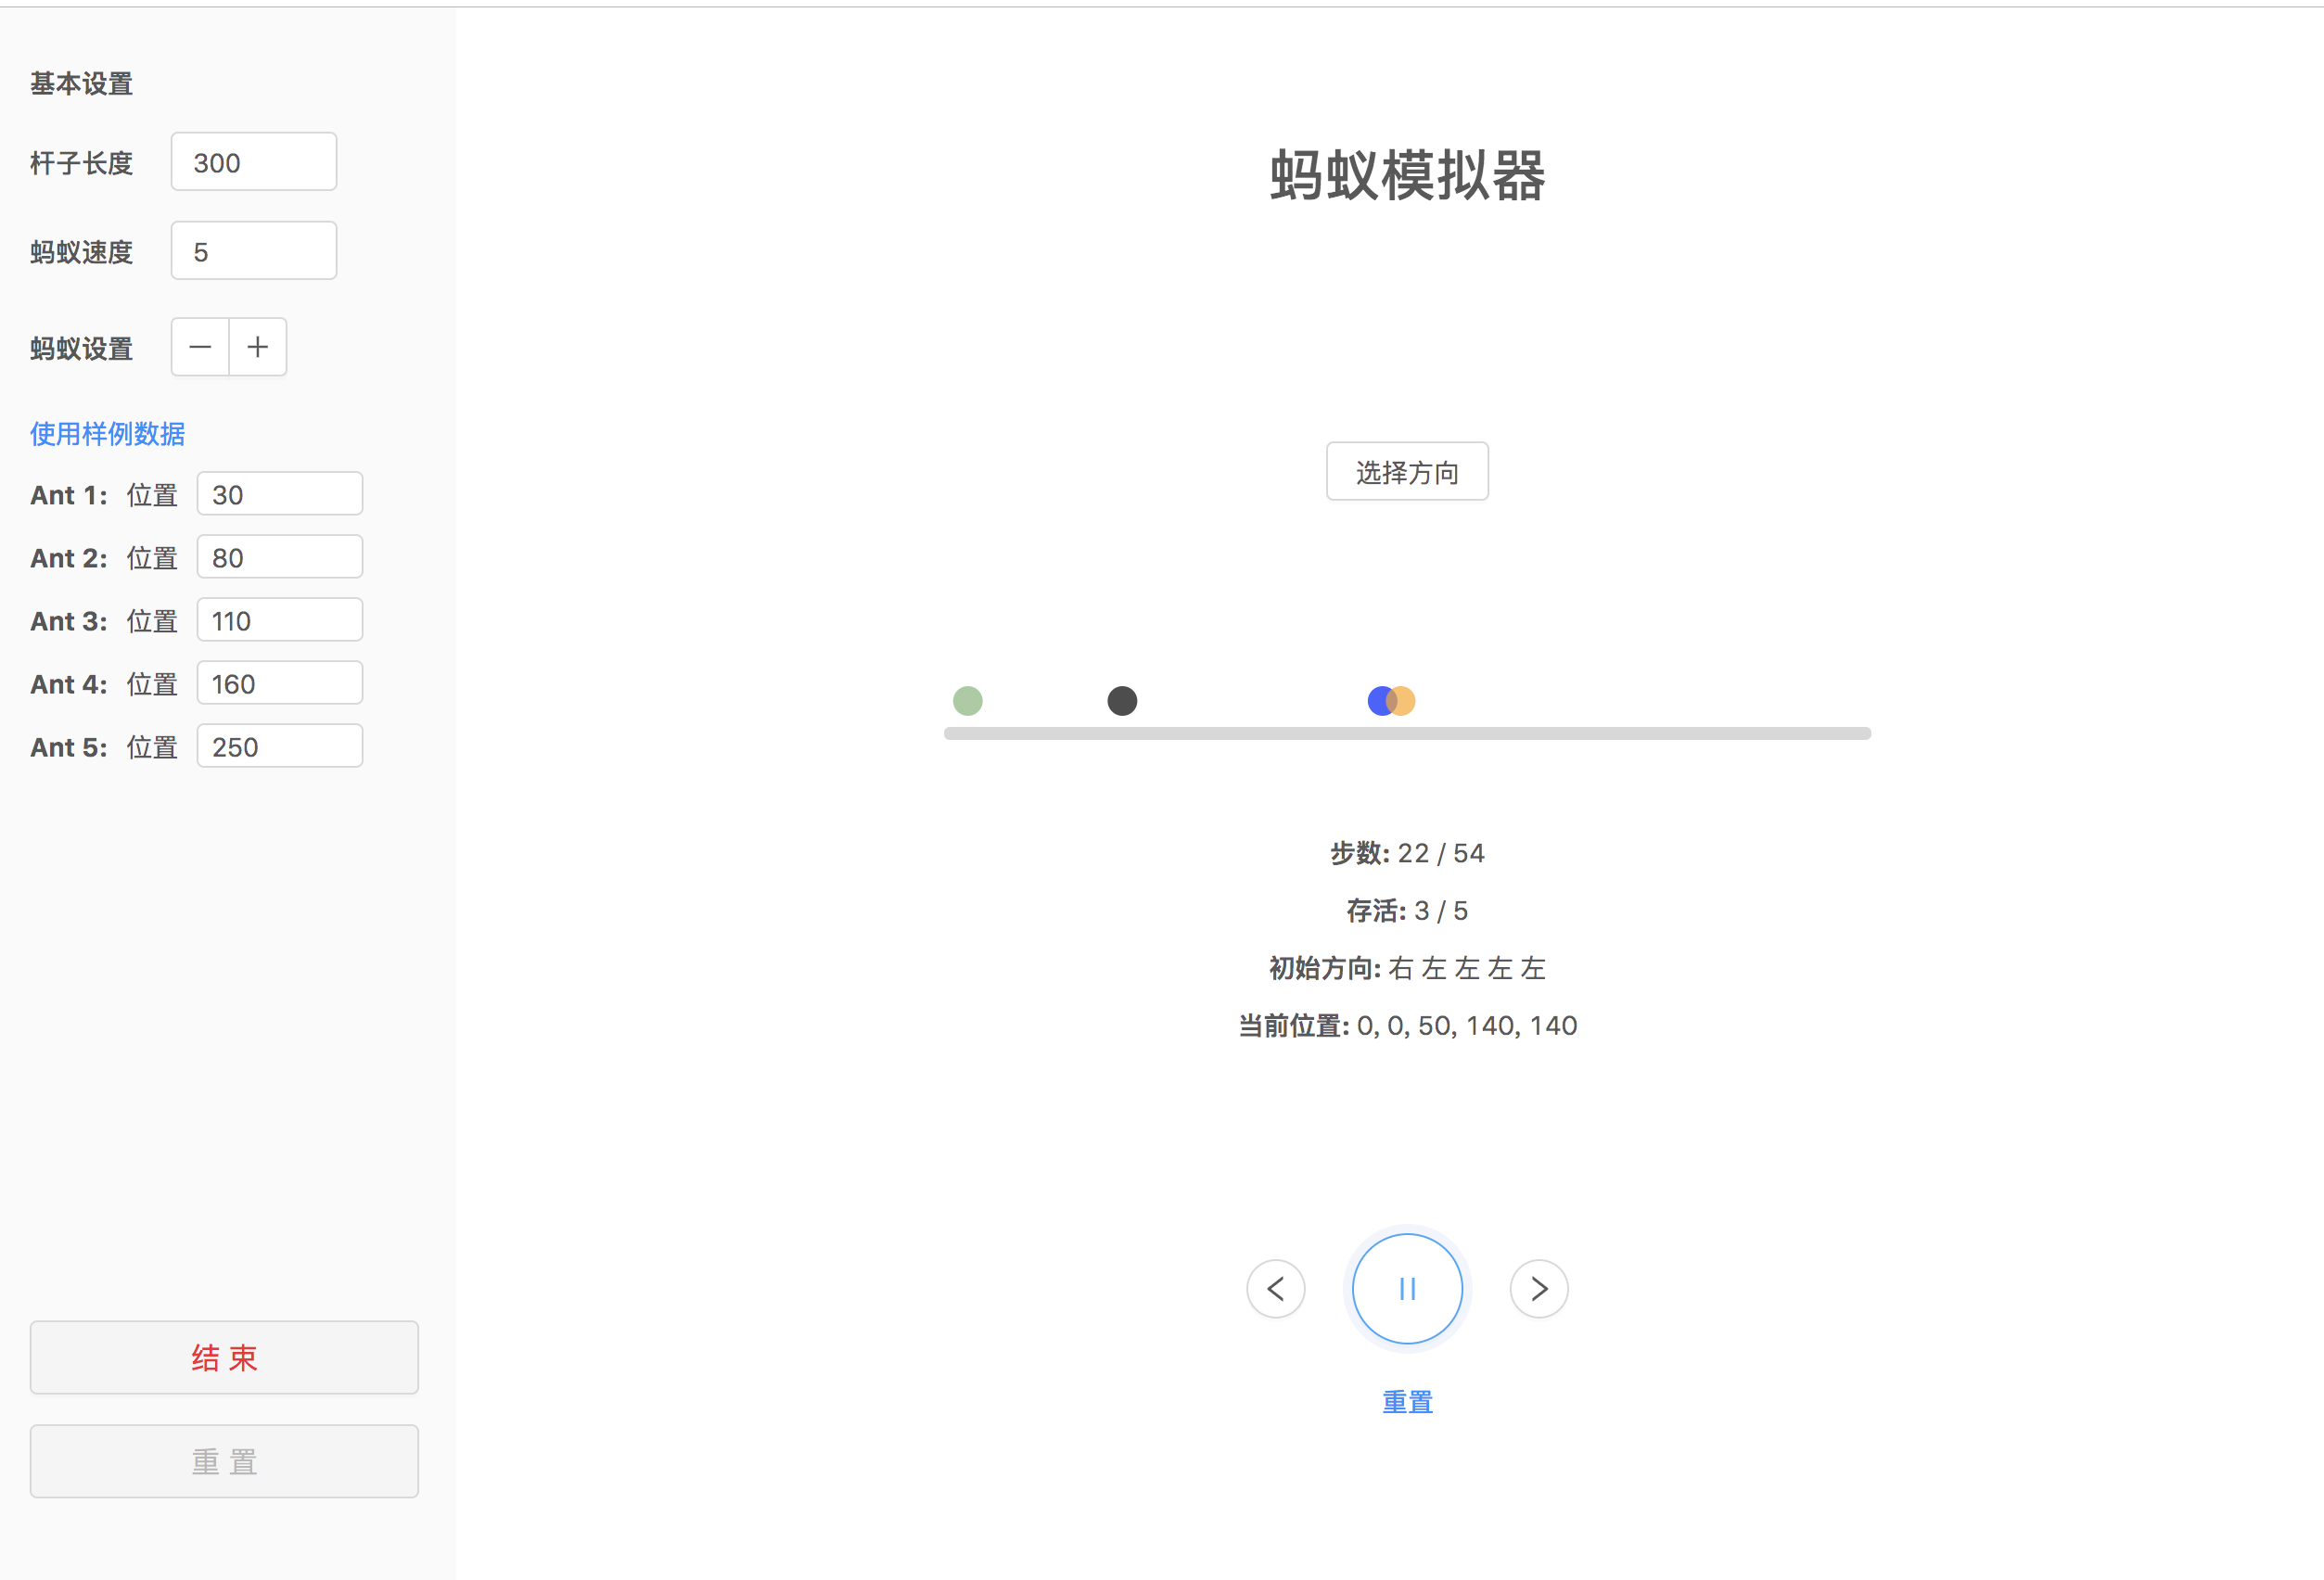 基本设置
杆子长度 300
蚂蚁速度 5
蚂蚁设置
使用样例数据
Ant 1: 位置 30
Ant 2: 位置 80
Ant 3: 位置 110
Ant 4: 位置 160
Ant 5: 位置 250
结 束
重 置
蚂蚁模拟器
选择方向
步数: 22 / 54
存活: 3 / 5
初始方向: 右 左 左 左 左
当前位置: 0, 0, 50, 140, 140
重置